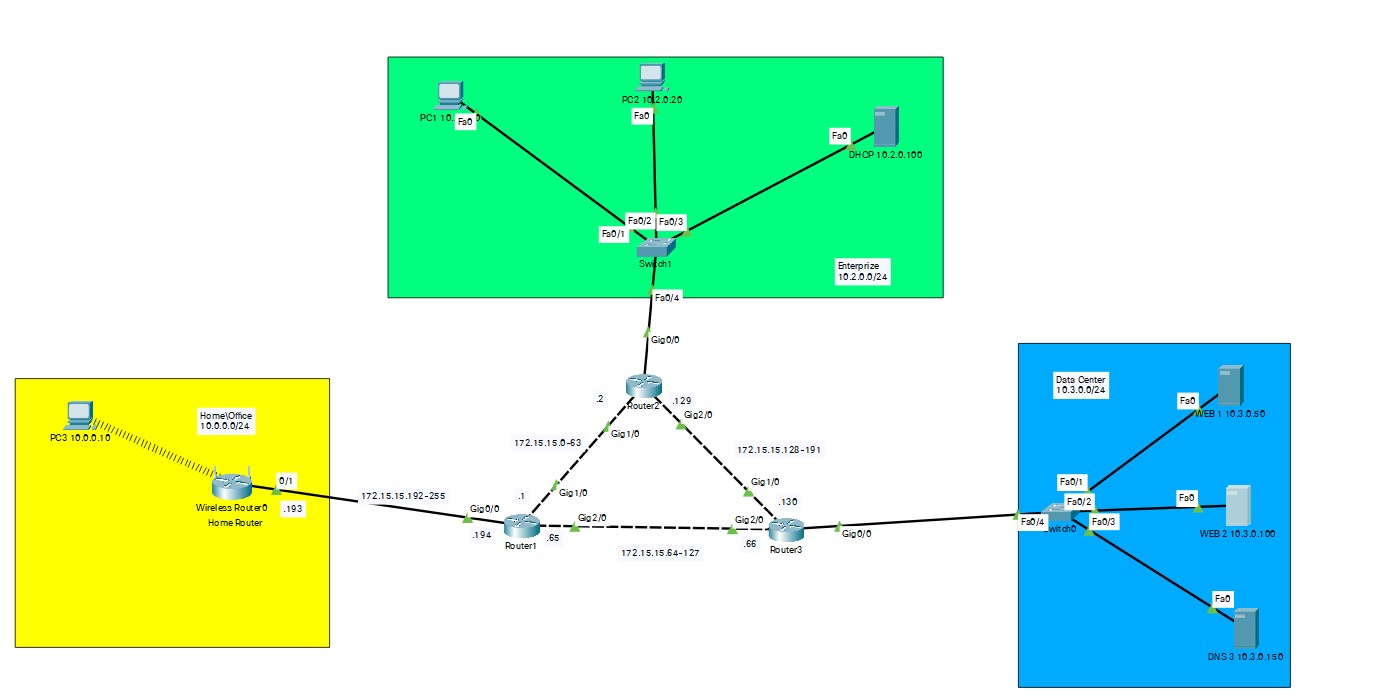 PC2 10.2.0.20
Fa0
PC1 10.
Fa0
Fa0
DHCP 10.2.0.100
Fa0/2
Fa0/3
Fa0/1
Switch1
Enterprize
10.2.0.0/24
Fa0/4
Gig0/0
Router2
.2
.129
Gig2/0
Gig1/0
172.15.15.0-63
172.15.15.128-191
Gig1/0
.130
.1
Gig1/0
Home\Office
10.0.0.0/24
PC3 10.0.0.10
0/1
.193
Wireless Router0
Home Router
172.15.15.192-255
Gig0/0
.194
Router1
Gig2/0
.65
172.15.15.64-127
Gig2/0
.66
Router3
Gig0/0
Data Center
10.3.0.0/24
Fa0
WEB 1 10.3.0.50
Fa0/1
Fa0/2
Fa0
Fa0/4
witch0
Fa0/3
WEB 2 10.3.0.100
Fa0
DNS 3 10.3.0.150